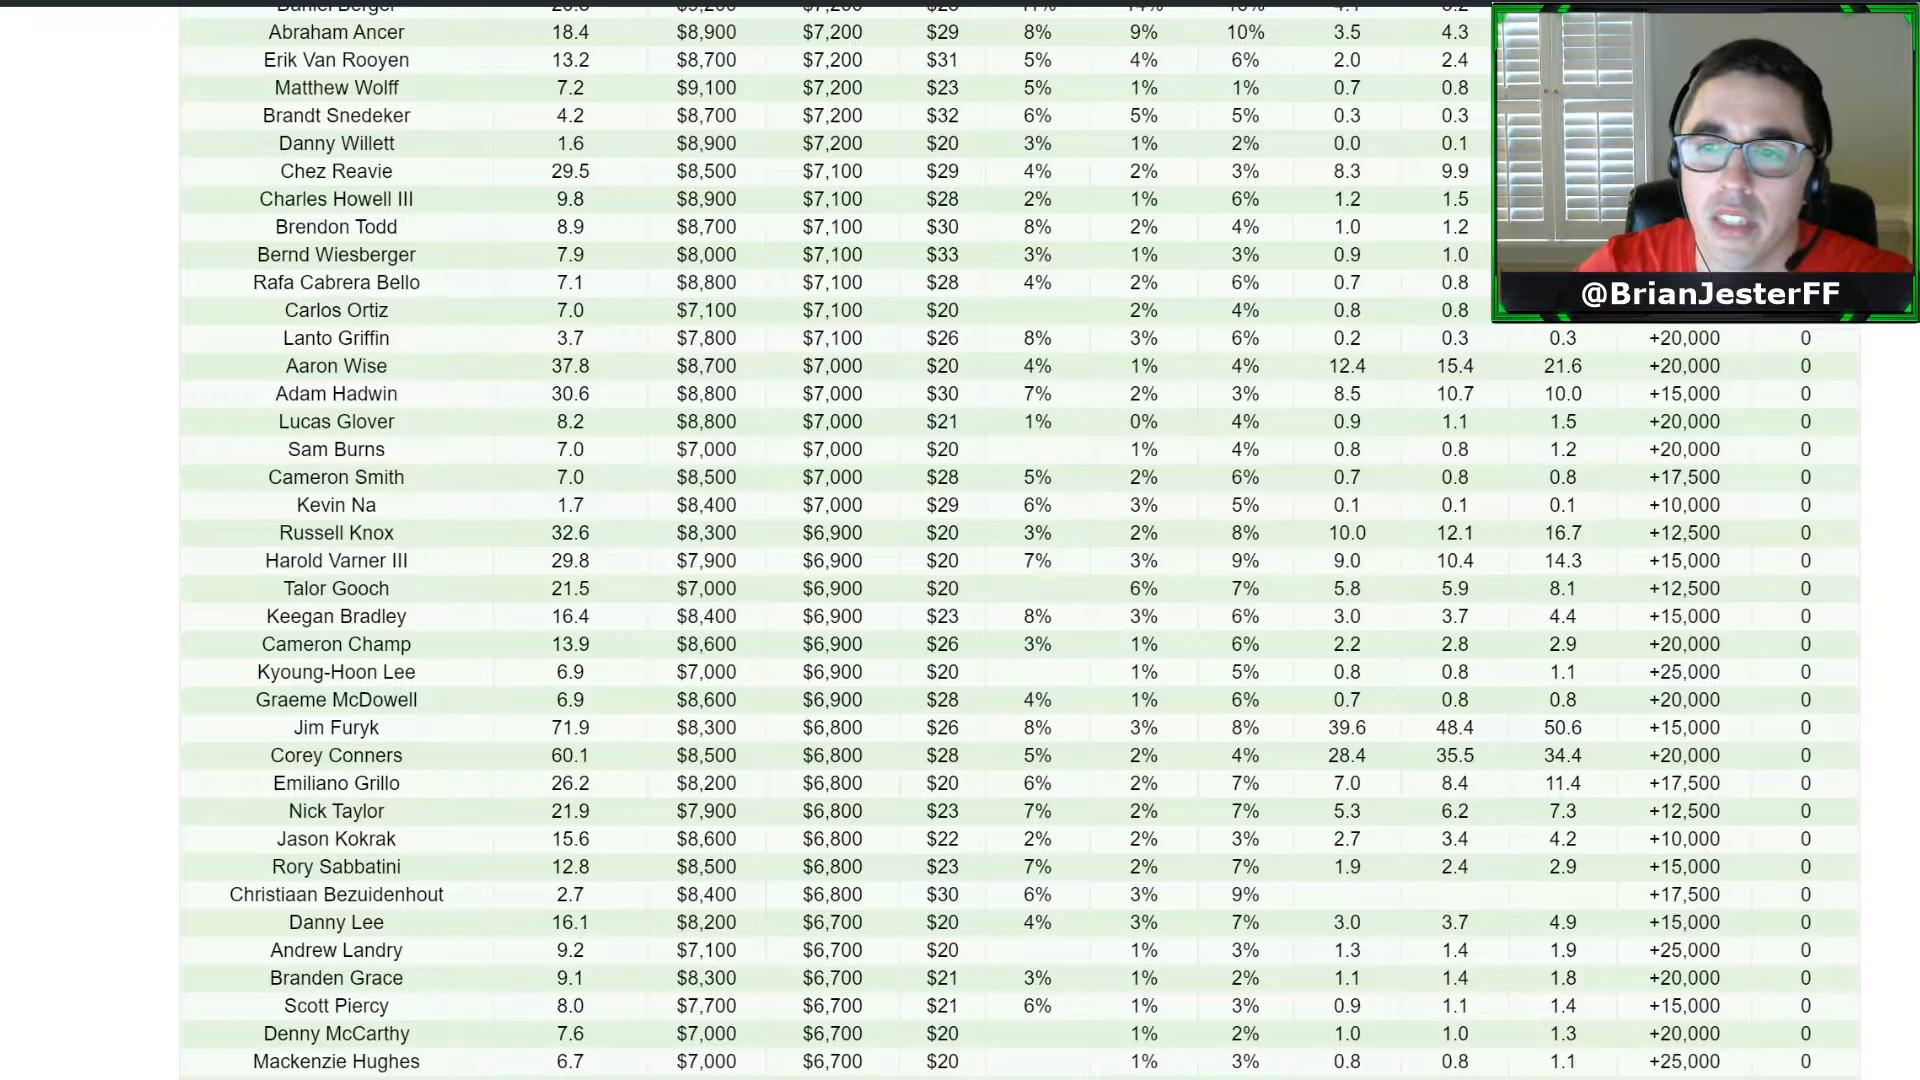 Daniel Berger
Abraham Ancer 18.4 $8,900 $7,200 $29 8% 9% 10% 3.5 4.3
Erik Van Rooyen 13.2 $8,700 $7,200 $31 5% 4% 6% 2.0 2.4
Matthew Wolff 7.2 $9,100 $7,200 $23 5% 1% 1% 0.7 0.8
Brandt Snedeker 4.2 $8,700 $7,200 $32 6% 5% 5% 0.3 0.3
Danny Willett 1.6 $8,900 $7,200 $20 3% 1% 2% 0.0 0.1
Chez Reavie 29.5 $8,500 $7,100 $29 4% 2% 3% 8.3 9.9
Charles Howell III 9.8 $8,900 $7,100 $28 2% 1% 6% 1.2 1.5
Brendon Todd 8.9 $8,700 $7,100 $30 8% 2% 4% 1.0 1.2
Bernd Wiesberger 7.9 $8,000 $7,100 $33 3% 1% 3% 0.9 1.0
Rafa Cabrera Bello 7.1 $8,800 $7,100 $28 4% 2% 6% 0.7 0.8
@BrianJesterFF
Carlos Ortiz 7.0 $7,100 $7,100 $20 2% 4% 0.8 0.8
Lanto Griffin 3.7 $7,800 $7,100 $26 8% 3% 6% 0.2 0.3 0.3 +20,000 0
Aaron Wise 37.8 $8,700 $7,000 $20 4% 1% 4% 12.4 15.4 21.6 +20,000 0
Adam Hadwin 30.6 $8,800 $7,000 $30 7% 2% 3% 8.5 10.7 10.0 +15,000 0
Lucas Glover 8.2 $8,800 $7,000 $21 1% 0% 4% 0.9 1.1 1.5 +20,000 0
Sam Burns 7.0 $7,000 $7,000 $20 1% 4% 0.8 0.8 1.2 +20,000 0
Cameron Smith 7.0 $8,500 $7,000 $28 5% 2% 6% 0.7 0.8 0.8 +17,500 0
Kevin Na 1.7 $8,400 $7,000 $29 6% 3% 5% 0.1 0.1 0.1 +10,000 0
Russell Knox 32.6 $8,300 $6,900 $20 3% 2% 8% 10.0 12.1 16.7 +12,500 0
Harold Varner III 29.8 $7,900 $6,900 $20 7% 3% 9% 9.0 10.4 14.3 +15,000 0
Talor Gooch 21.5 $7,000 $6,900 $20 6% 7% 5.8 5.9 8.1 +12,500 0
Keegan Bradley 16.4 $8,400 $6,900 $23 8% 3% 6% 3.0 3.7 4.4 +15,000 0
Cameron Champ 13.9 $8,600 $6,900 $26 3% 1% 6% 2.2 2.8 2.9 +20,000 0
Kyoung-Hoon Lee 6.9 $7,000 $6,900 $20 1% 5% 0.8 0.8 1.1 +25,000 0
Graeme McDowell 6.9 $8,600 $6,900 $28 4% 1% 6% 0.7 0.8 0.8 +20,000 0
Jim Furyk 71.9 $8,300 $6,800 $26 8% 3% 8% 39.6 48.4 50.6 +15,000 0
Corey Conners 60.1 $8,500 $6,800 $28 5% 2% 4% 28.4 35.5 34.4 +20,000 0
Emiliano Grillo 26.2 $8,200 $6,800 $20 6% 2% 7% 7.0 8.4 11.4 +17,500 0
Nick Taylor 21.9 $7,900 $6,800 $23 7% 2% 7% 5.3 6.2 7.3 +12,500 0
Jason Kokrak 15.6 $8,600 $6,800 $22 2% 2% 3% 2.7 3.4 4.2 +10,000 0
Rory Sabbatini 12.8 $8,500 $6,800 $23 7% 2% 7% 1.9 2.4 2.9 +15,000 0
Christiaan Bezuidenhout 2.7 $8,400 $6,800 $30 6% 3% 9% +17,500 0
Danny Lee 16.1 $8,200 $6,700 $20 4% 3% 7% 3.0 3.7 4.9 +15,000 0
Andrew Landry 9.2 $7,100 $6,700 $20 1% 3% 1.3 1.4 1.9 +25,000 0
Branden Grace 9.1 $8,300 $6,700 $21 3% 1% 2% 1.1 1.4 1.8 +20,000 0
Scott Piercy 8.0 $7,700 $6,700 $21 6% 1% 3% 0.9 1.1 1.4 +15,000 0
Denny McCarthy 7.6 $7,000 $6,700 $20 1% 2% 1.0 1.0 1.3 +20,000 0
Mackenzie Hughes 6.7 $7,000 $6,700 $20 1% 3% 0.8 0.8 1.1 +25,000 0